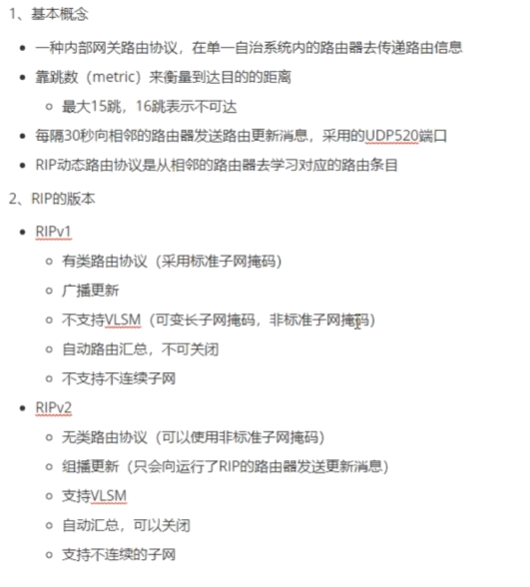 1、基本概念
• 一种内部网关路由协议，在单一自治系统内的路由器去传递路由信息
• 靠跳数（metric）来衡量到达目的的距离
○ 最大15跳，16跳表示不可达
• 每隔30秒向相邻的路由器发送路由更新消息，采用的UDP520端口
• RIP动态路由协议是从相邻的路由器去学习对应的路由条目
2、RIP的版本
• RIPv1
○ 有类路由协议（采用标准子网掩码）
○ 广播更新
○ 不支持VLSM（可变长子网掩码，非标准子网掩码）
○ 自动路由汇总，不可关闭
○ 不支持不连续子网
• RIPv2
○ 无类路由协议（可以使用非标准子网掩码）
○ 组播更新（只会向运行了RIP的路由器发送更新消息）
○ 支持VLSM
○ 自动汇总，可以关闭
○ 支持不连续的子网